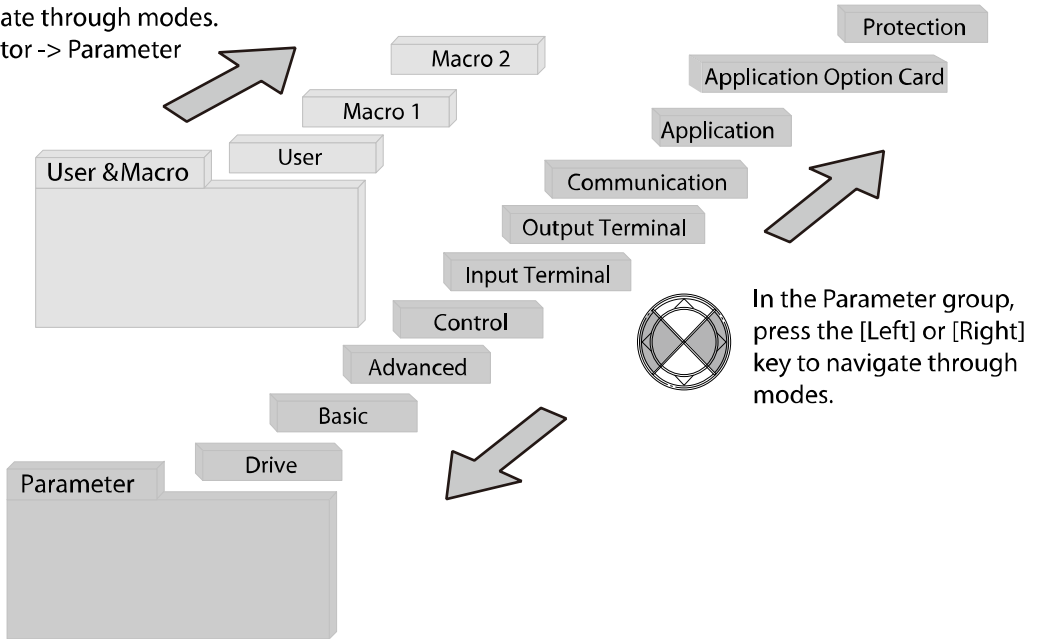 ate through modes.
tor -> Parameter
Macro 2
Macro 1
User
User &Macro
Protection
Application Option Card
Application
Communication
Output Terminal
Input Terminal
Control
Advanced
Basic
Drive
Parameter
In the Parameter group,
press the [Left] or [Right]
key to navigate through
modes.